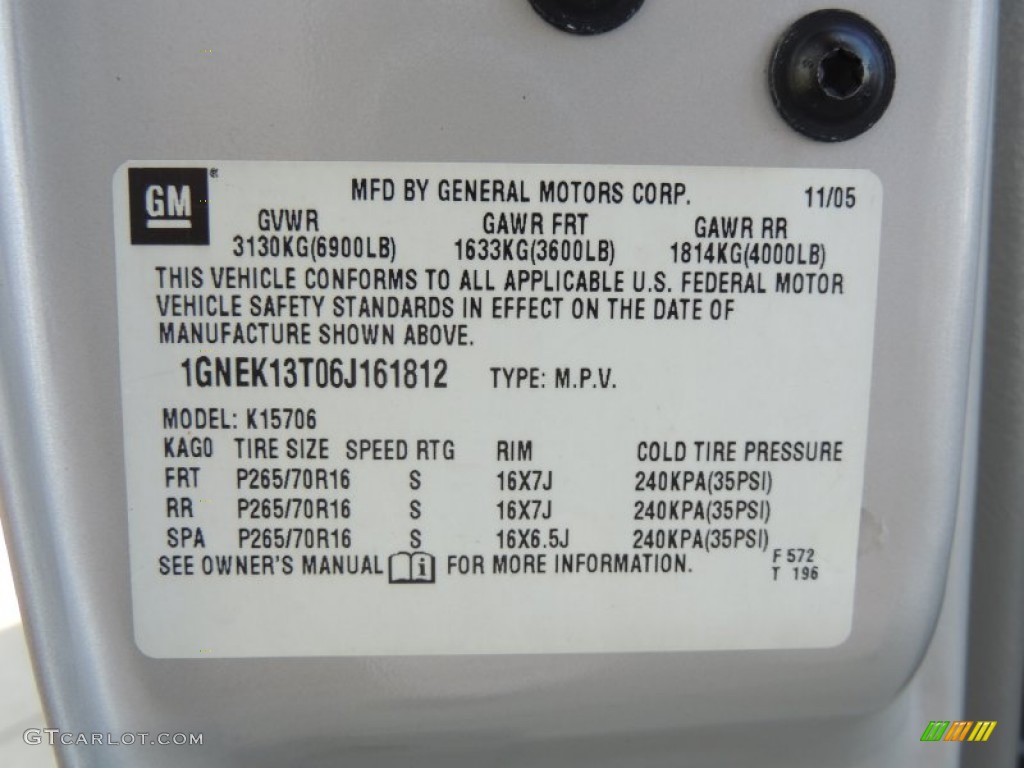 GM®
MFD BY GENERAL MOTORS CORP. 11/05
GVWR GAWR FRT GAWR RR
3130KG(6900LB) 1633KG(3600LB) 1814KG(4000LB)
THIS VEHICLE CONFORMS TO ALL APPLICABLE U.S. FEDERAL MOTOR
VEHICLE SAFETY STANDARDS IN EFFECT ON THE DATE OF
MANUFACTURE SHOWN ABOVE.
1GNEK13T06J161812 TYPE: M.P.V.
MODEL: K15706
KAGO TIRE SIZE SPEED RTG RIM COLD TIRE PRESSURE
FRT P265/70R16 S 16X7J 240KPA(35PSI)
RR P265/70R16 S 16X7J 240KPA(35PSI)
SPA P265/70R16 S 16X6.5J 240KPA(35PSI)
SEE OWNER'S MANUAL i FOR MORE INFORMATION.
F 572
T 196
GTCARLOT.COM